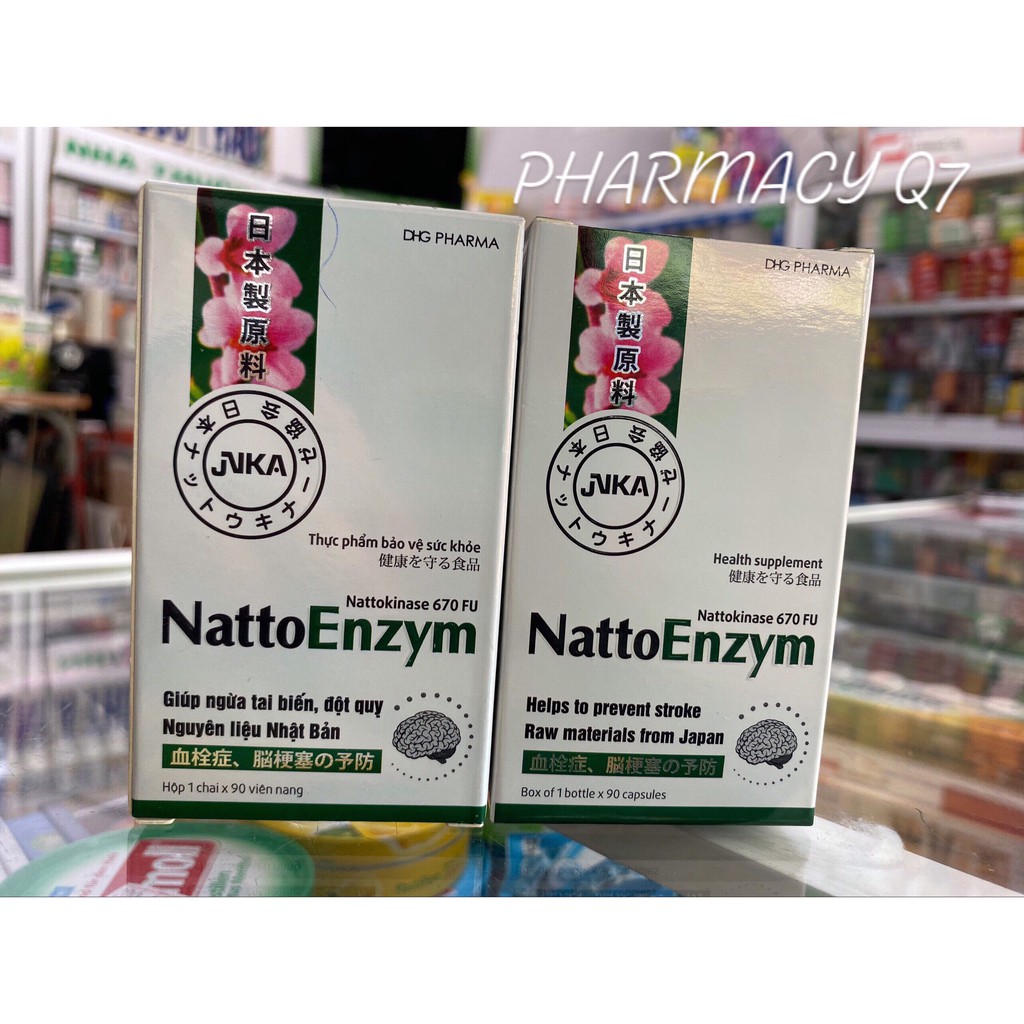 PHARMACY Q7
NHÀ THU
DHG PHARMA
日本製原料
日本ナットウキナーゼ協会
JNKA
Thực phẩm bảo vệ sức khỏe
健康を守る食品
Nattokinase 670 FU
NattoEnzym
Giúp ngừa tai biến, đột quỵ
Nguyên liệu Nhật Bản
血栓症、脳梗塞の予防
Hộp 1 chai x 90 viên nang
DHG PHARMA
日本製原料
日本ナットウキナーゼ協会
JNKA
Health supplement
健康を守る食品
Nattokinase 670 FU
NattoEnzym
Helps to prevent stroke
Raw materials from Japan
血栓症、脳梗塞の予防
Box of 1 bottle x 90 capsules